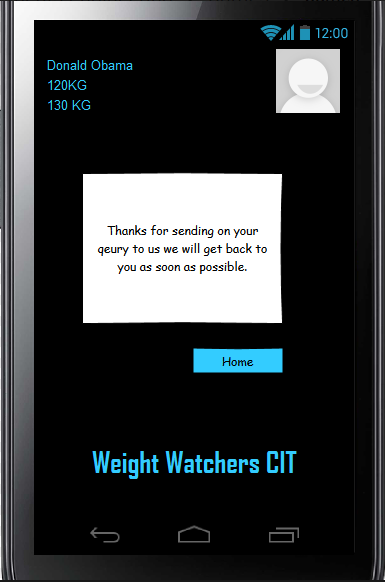 12:00
Donald Obama
120KG
130 KG
Thanks for sending on your
qeury to us we will get back to
you as soon as possible.
Home
Weight Watchers CIT